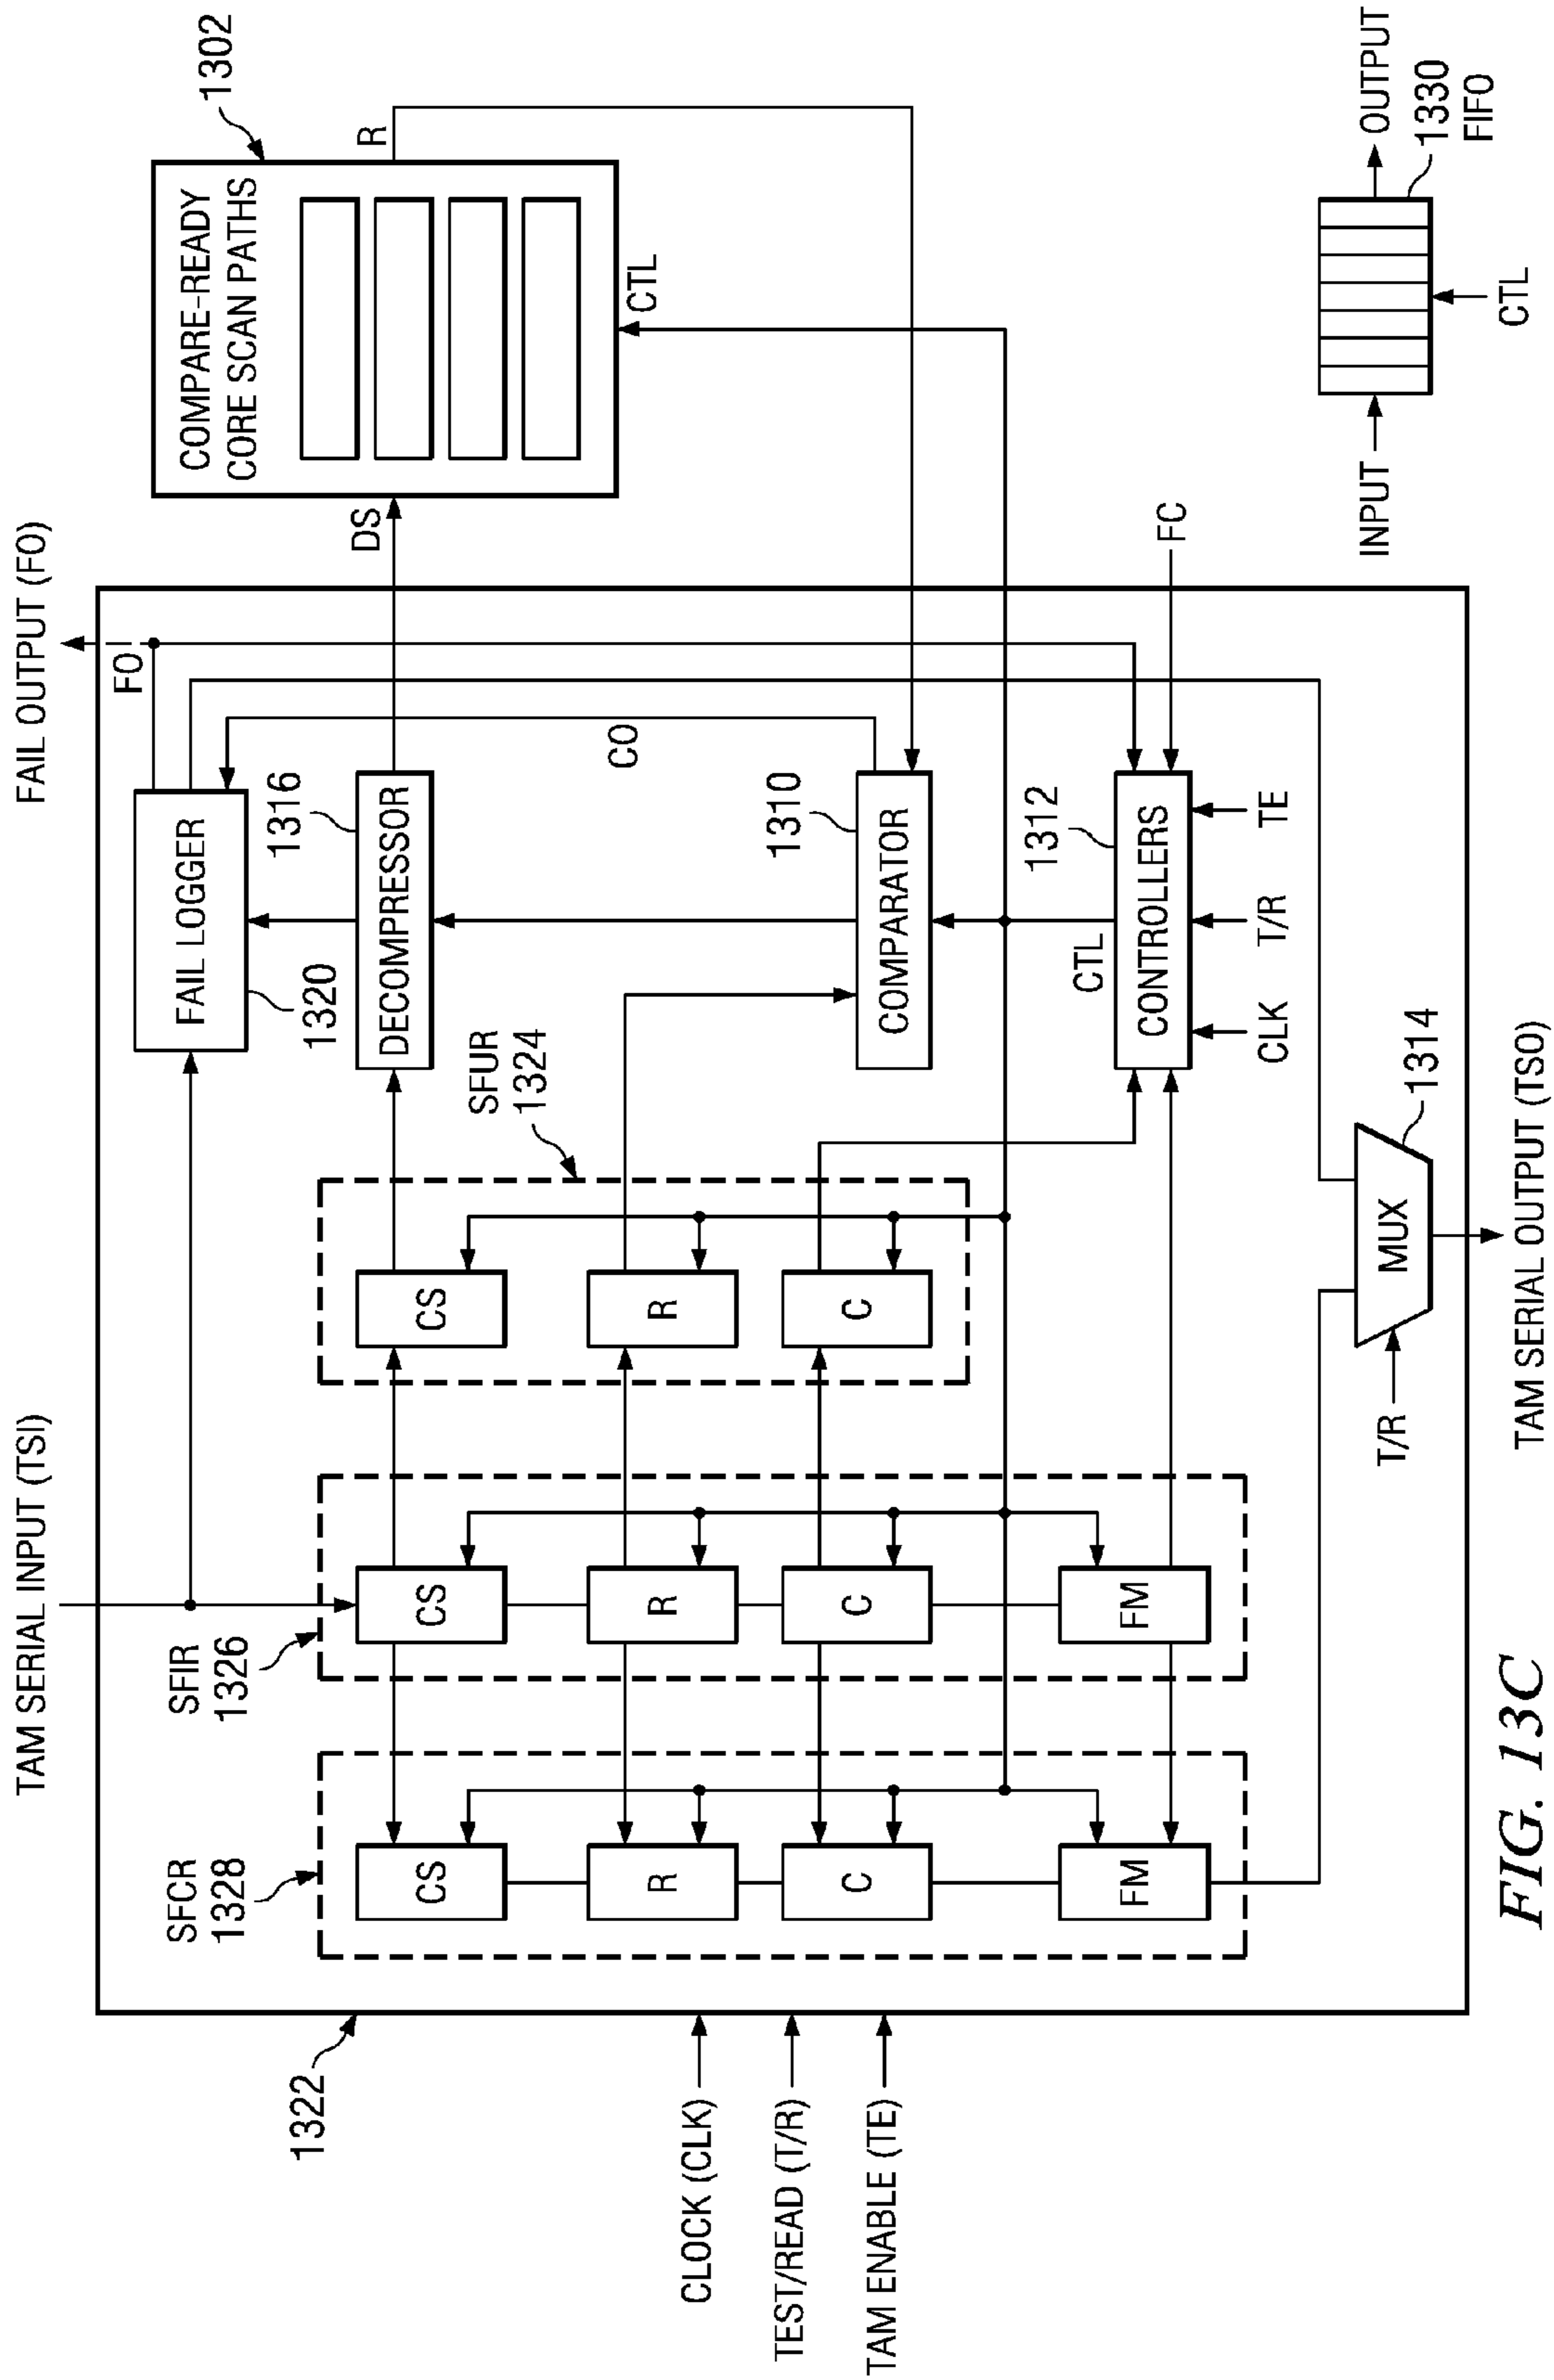 TAM SERIAL INPUT (TSI)
FAIL OUTPUT (FO)
FO
FAIL LOGGER
1320
1322
SFCR
1328
SFIR
1326
SFUR
1324
CS
CS
CS
DECOMPRESSOR
1316
DS
COMPARE-READY
CORE SCAN PATHS
1302
R
CTL
CO
R
R
R
COMPARATOR
1310
C
C
C
CTL
CONTROLLERS
1312
FC
FM
FM
CLK
T/R
TE
CLOCK (CLK)
TEST/READ (T/R)
TAM ENABLE (TE)
T/R
MUX
1314
TAM SERIAL OUTPUT (TSO)
INPUT
OUTPUT
1330
FIFO
CTL
FIG. 13C